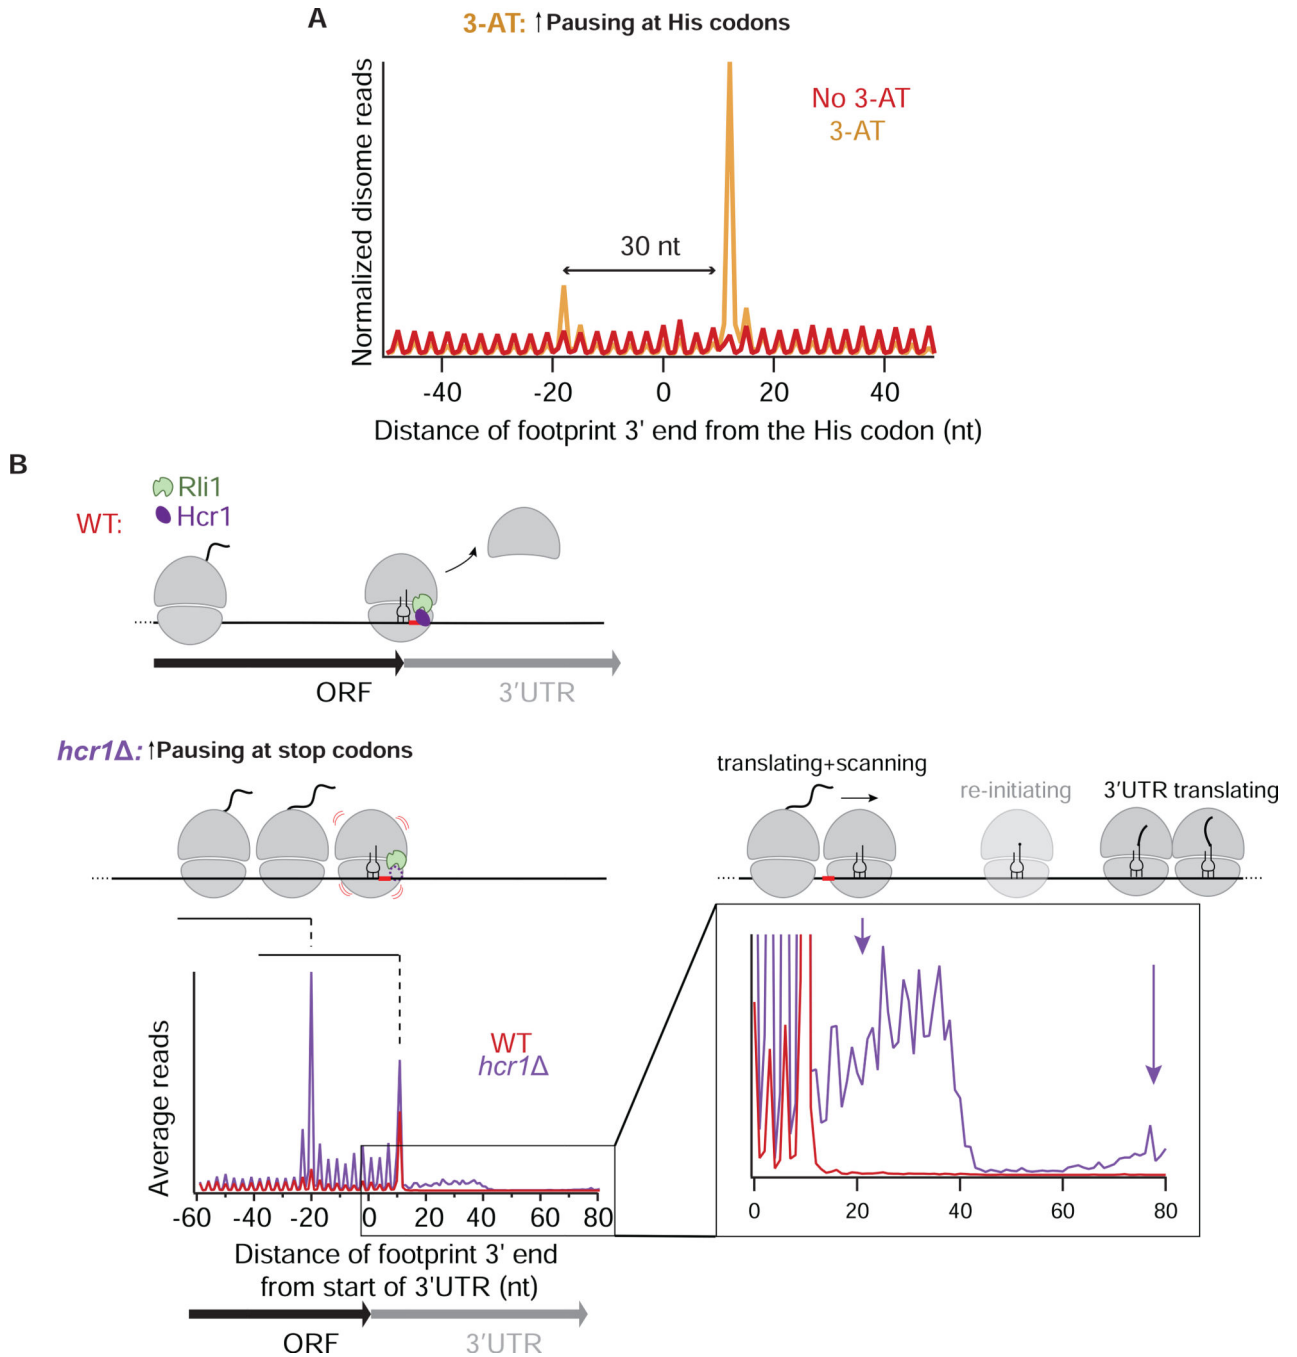 A
3-AT: ↑Pausing at His codons
Normalized disome reads
No 3-AT
3-AT
30 nt
-40 -20 0 20 40
Distance of footprint 3' end from the His codon (nt)
B
WT:
Rli1
Hcr1
ORF 3'UTR
hcr1Δ: ↑Pausing at stop codons
translating+scanning
re-initiating
3'UTR translating
Average reads
WT
hcr1Δ
-60 -40 -20 0 20 40 60 80
0 20 40 60 80
Distance of footprint 3' end
from start of 3'UTR (nt)
ORF 3'UTR